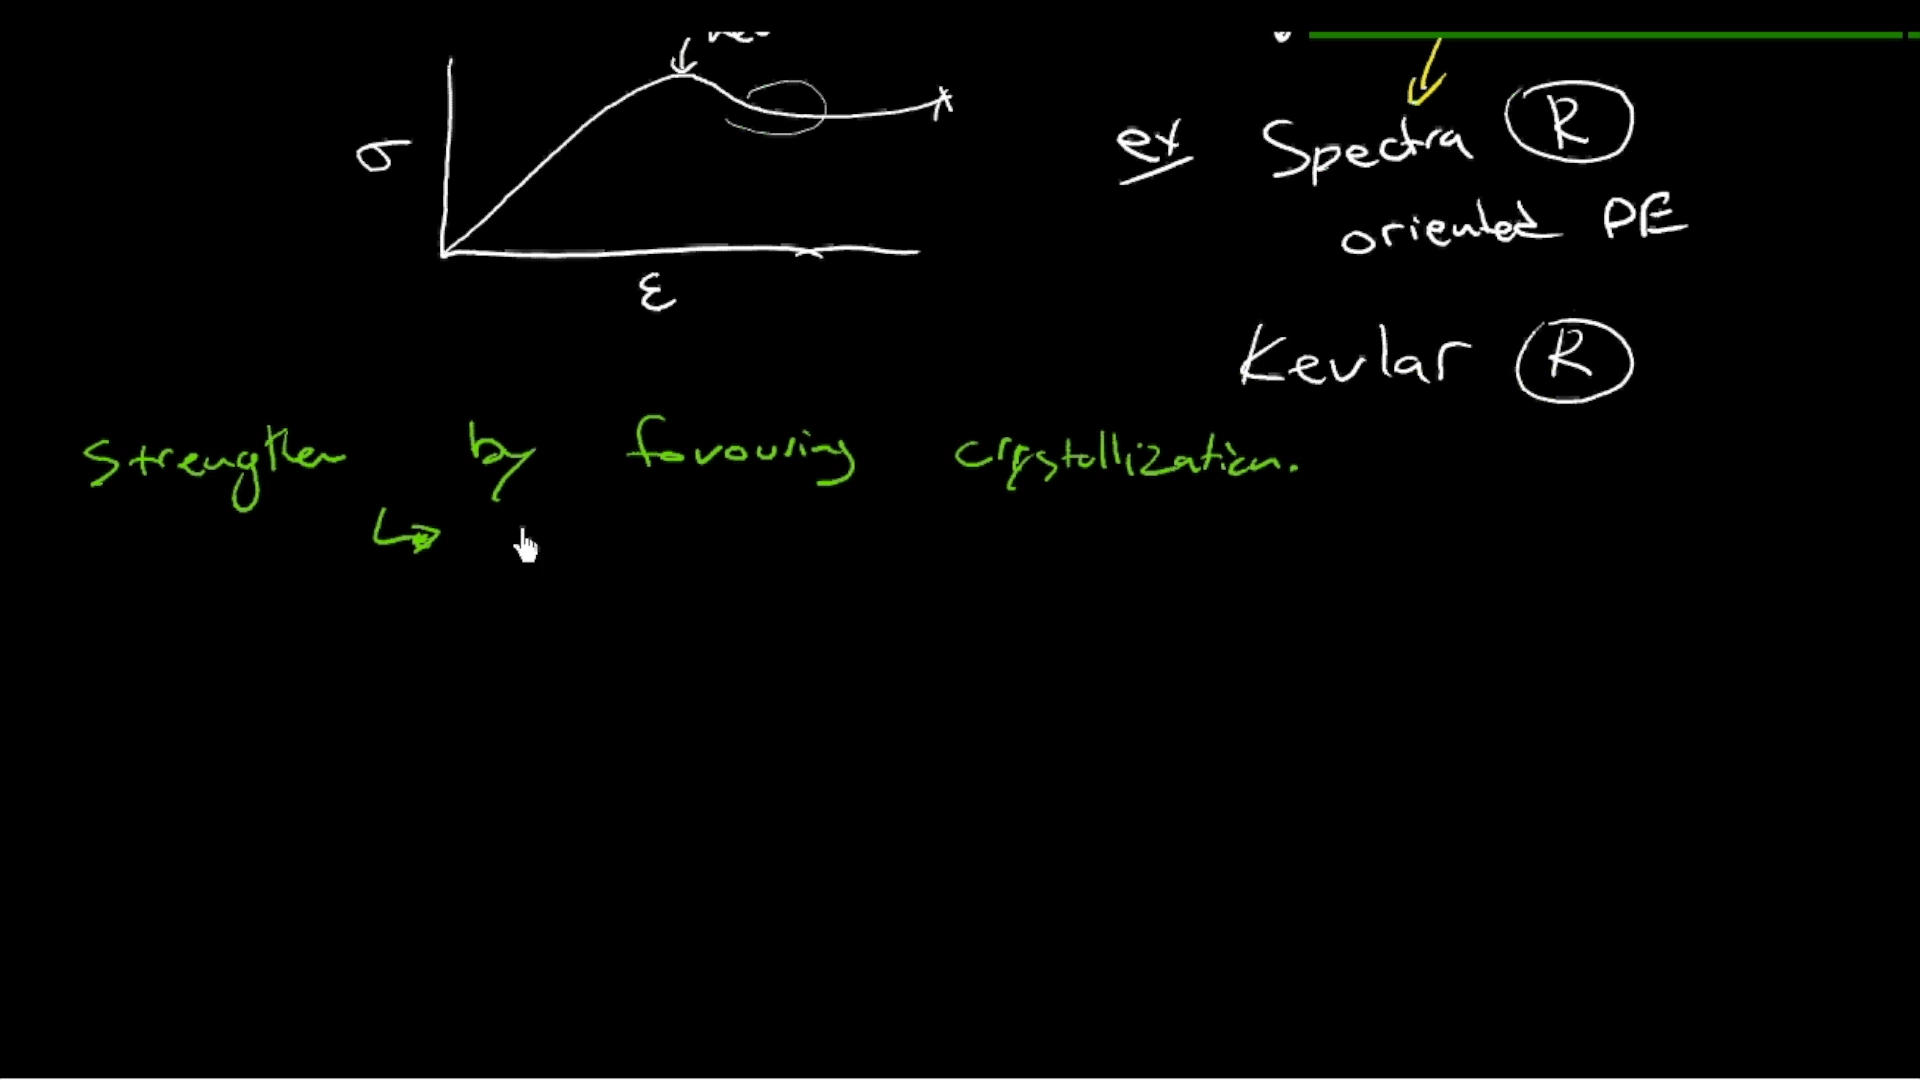 σ
ε
ex Spectra ®
oriented PE
Kevlar ®
strengthen by favouring crystallization.